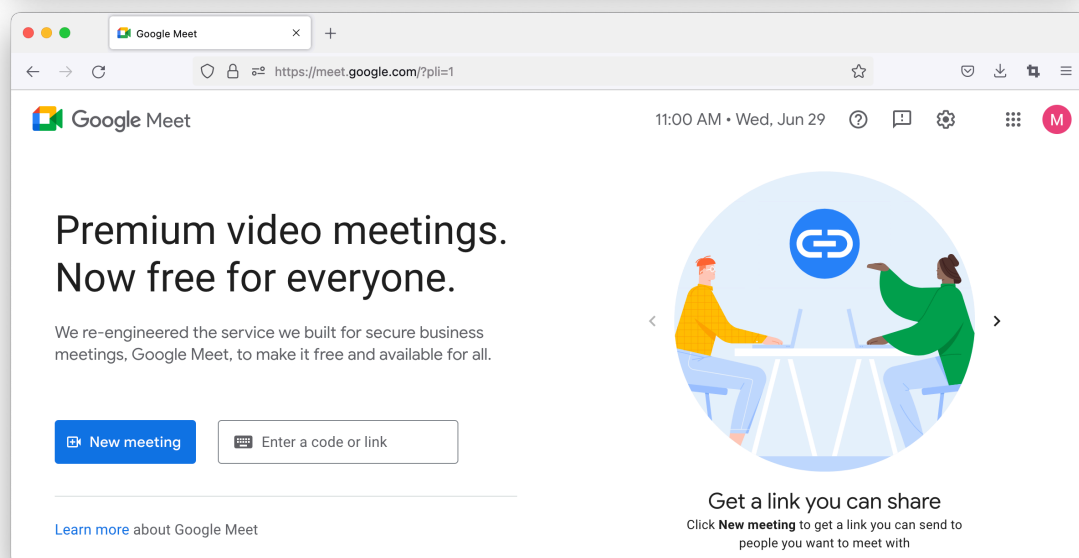 Google Meet
https://meet.google.com/?pli=1
Google Meet
11:00 AM • Wed, Jun 29
M
Premium video meetings.
Now free for everyone.
We re-engineered the service we built for secure business
meetings, Google Meet, to make it free and available for all.
New meeting
Enter a code or link
Learn more about Google Meet
Get a link you can share
Click New meeting to get a link you can send to
people you want to meet with